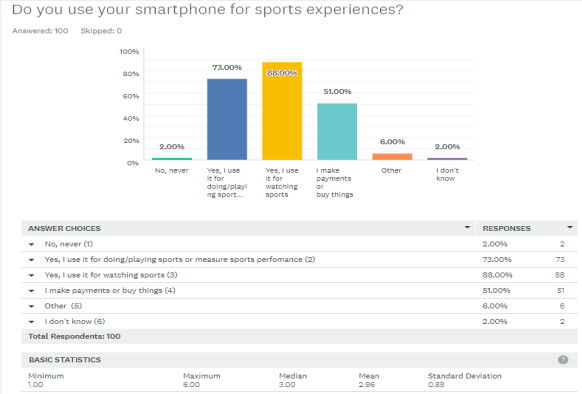 Do you use your smartphone for sports experiences?
Answered: 100 Skipped: 0
100%
80%
60%
40%
20%
0%
2.00%
73.00%
88.00%
51.00%
6.00%
2.00%
No, never
Yes, I use
it for
doing/playi
ng sport...
Yes, I use
it for
watching
sports
I make
payments
or
buy things
Other
I don't
know
ANSWER CHOICES RESPONSES
No, never (1) 2.00% 2
Yes, I use it for doing/playing sports or measure sports perfomance (2) 73.00% 73
Yes, I use it for watching sports (3) 88.00% 88
I make payments or buy things (4) 51.00% 51
Other (5) 6.00% 6
I don't know (6) 2.00% 2
Total Respondents: 100
BASIC STATISTICS ?
Minimum Maximum Median Mean Standard Deviation
1.00 6.00 3.00 2.96 0.88